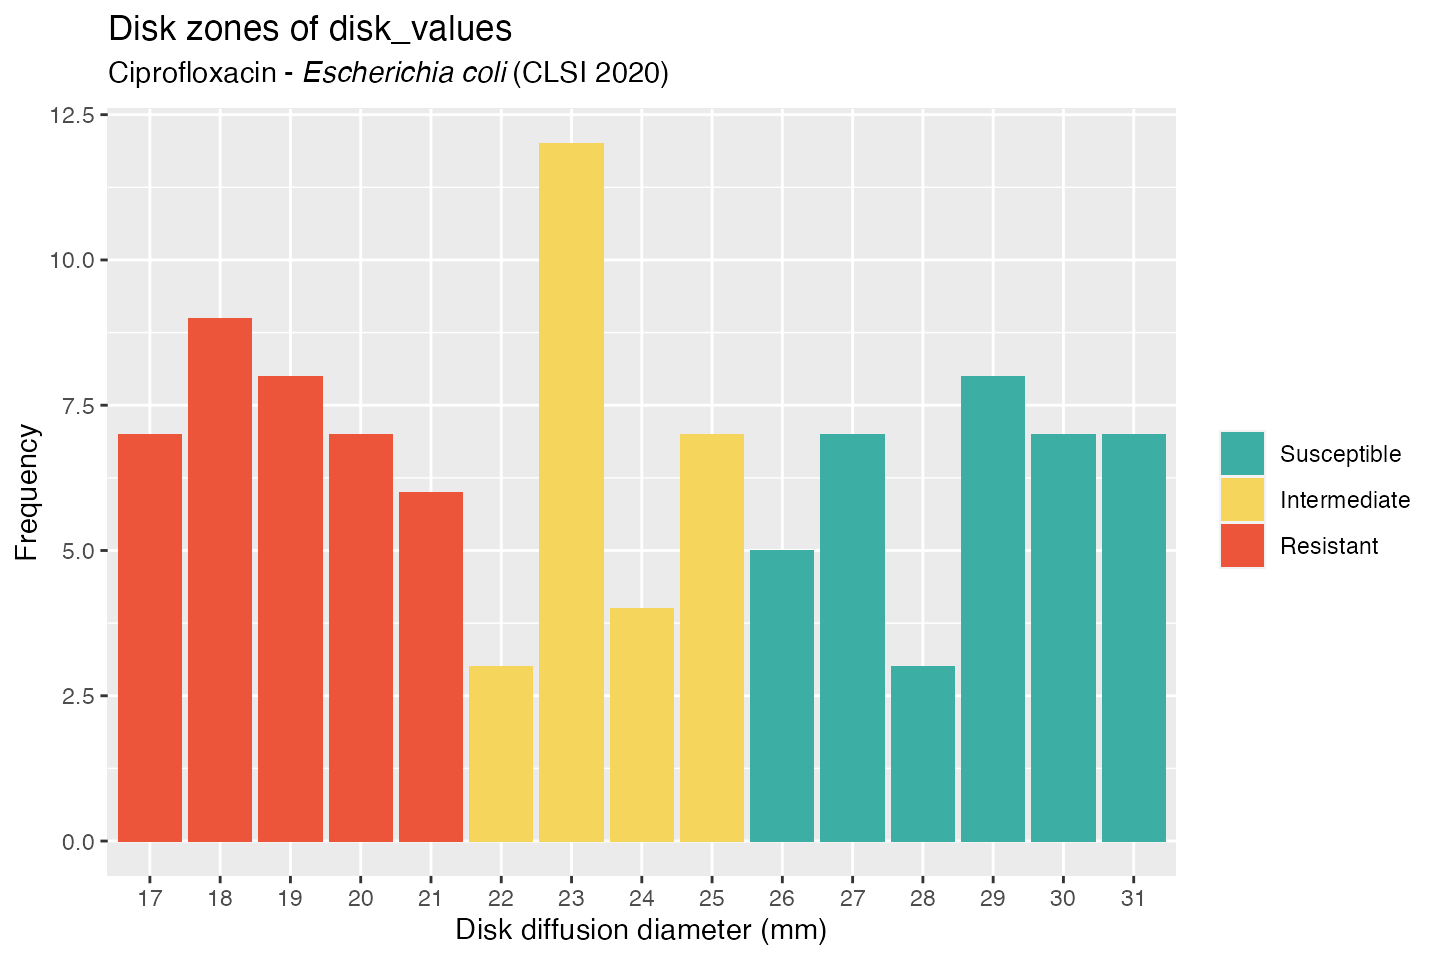 Disk zones of disk_values
Ciprofloxacin - Escherichia coli (CLSI 2020)
12.5
10.0
7.5
5.0
2.5
0.0
Frequency
17 18 19 20 21 22 23 24 25 26 27 28 29 30 31
Disk diffusion diameter (mm)
Susceptible
Intermediate
Resistant